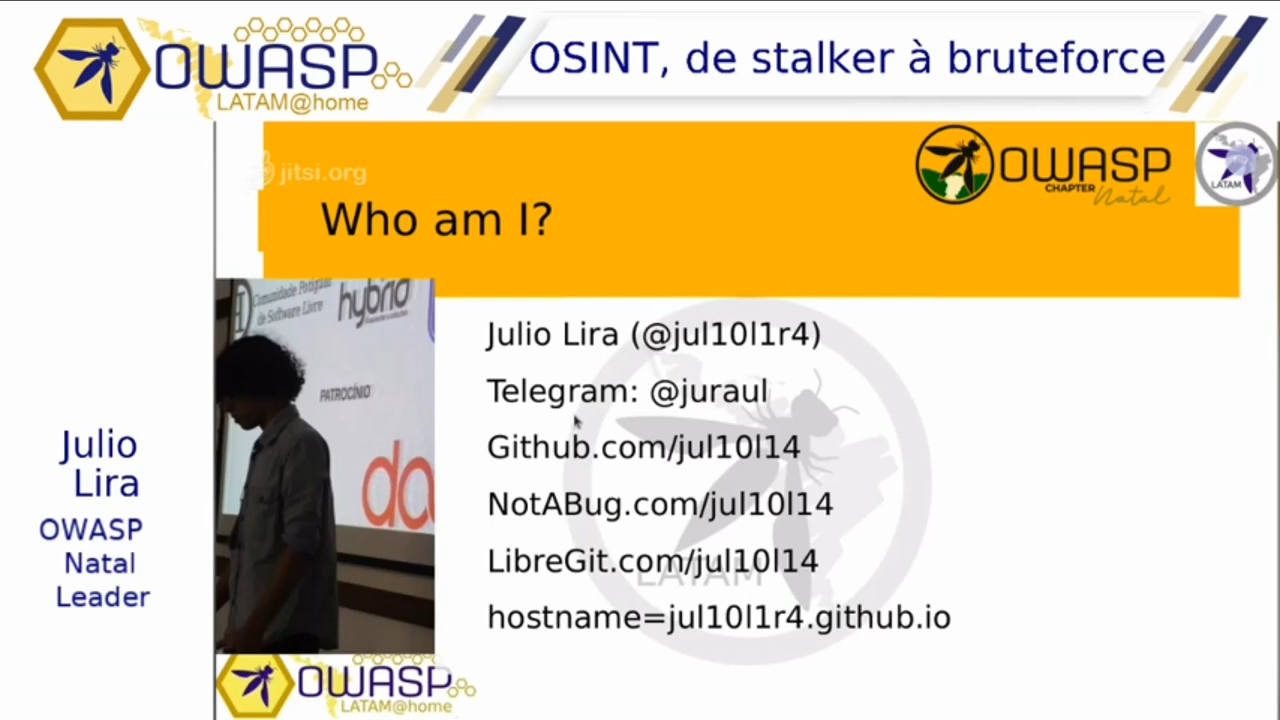 OWASP
LATAM@home
OSINT, de stalker à bruteforce
jitsi.org
OWASP
CHAPTER
Natal
LATAM
Who am I?
Comunidade Potiguar
de Software Livre
hybrid
PATROCÍNIO
Julio Lira (@jul10l1r4)
Telegram: @juraul
Github.com/jul10l14
NotABug.com/jul10l14
LibreGit.com/jul10l14
LATAM
hostname=jul10l1r4.github.io
Julio
Lira
OWASP
Natal
Leader
OWASP
LATAM@home